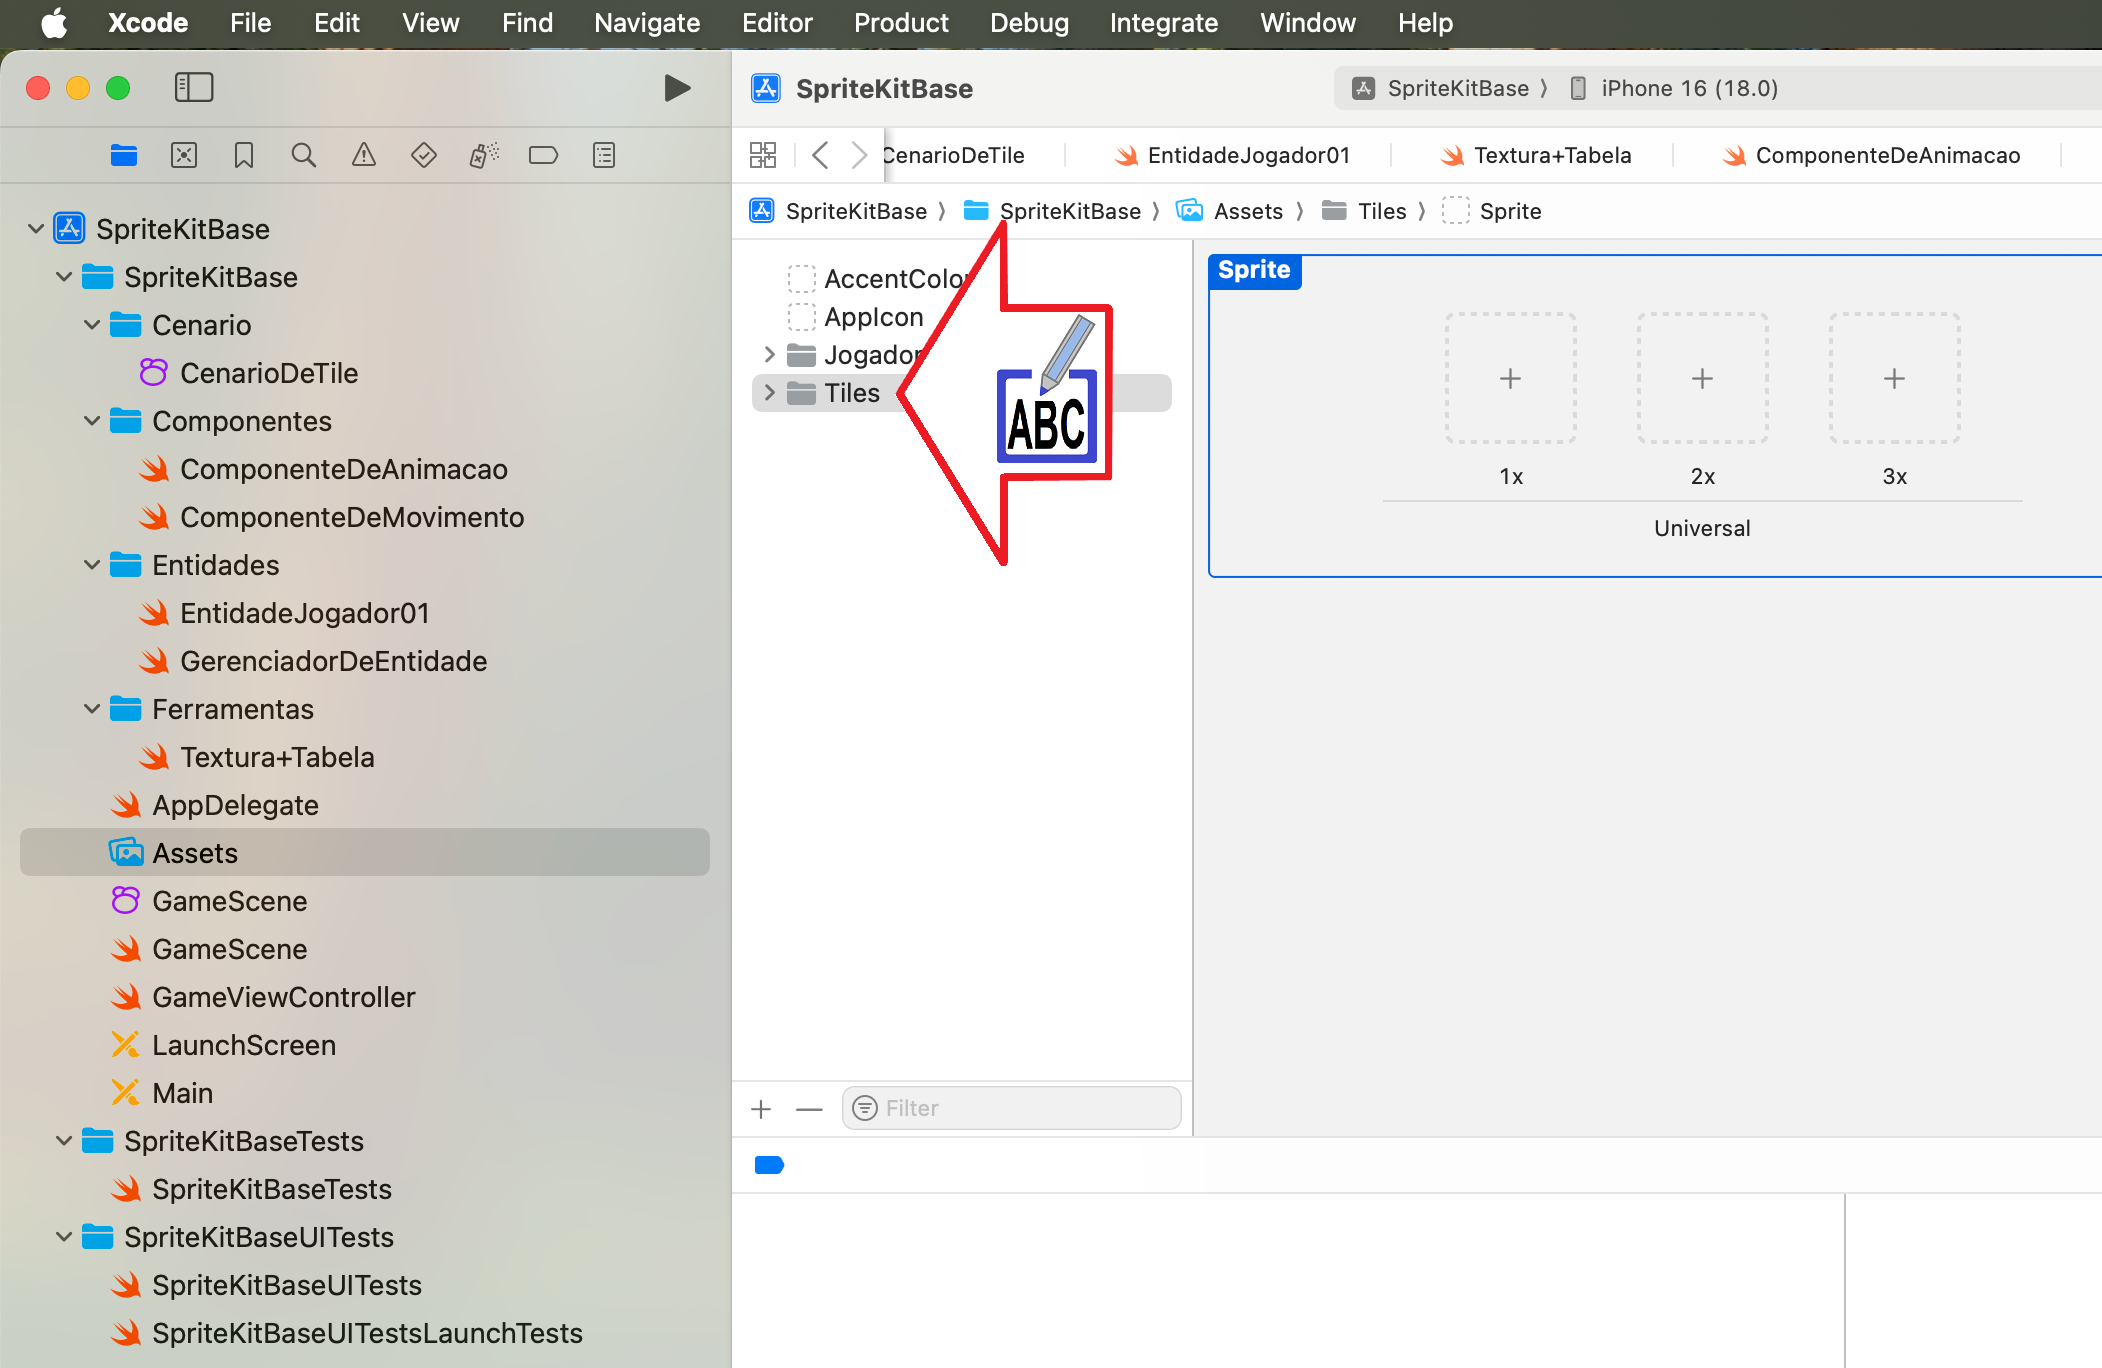 Xcode File Edit View Find Navigate Editor Product Debug Integrate Window Help
SpriteKitBase
SpriteKitBase 〉 iPhone 16 (18.0)
CenarioDeTile
EntidadeJogador01
Textura+Tabela
ComponenteDeAnimacao
SpriteKitBase 〉 SpriteKitBase 〉 Assets 〉 Tiles 〉 Sprite
SpriteKitBase
SpriteKitBase
Cenario
CenarioDeTile
Componentes
ComponenteDeAnimacao
ComponenteDeMovimento
Entidades
EntidadeJogador01
GerenciadorDeEntidade
Ferramentas
Textura+Tabela
AppDelegate
Assets
GameScene
GameScene
GameViewController
LaunchScreen
Main
SpriteKitBaseTests
SpriteKitBaseTests
SpriteKitBaseUITests
SpriteKitBaseUITests
SpriteKitBaseUITestsLaunchTests
AccentColor
AppIcon
Jogador
Tiles
ABC
Filter
Sprite
1x 2x 3x
Universal